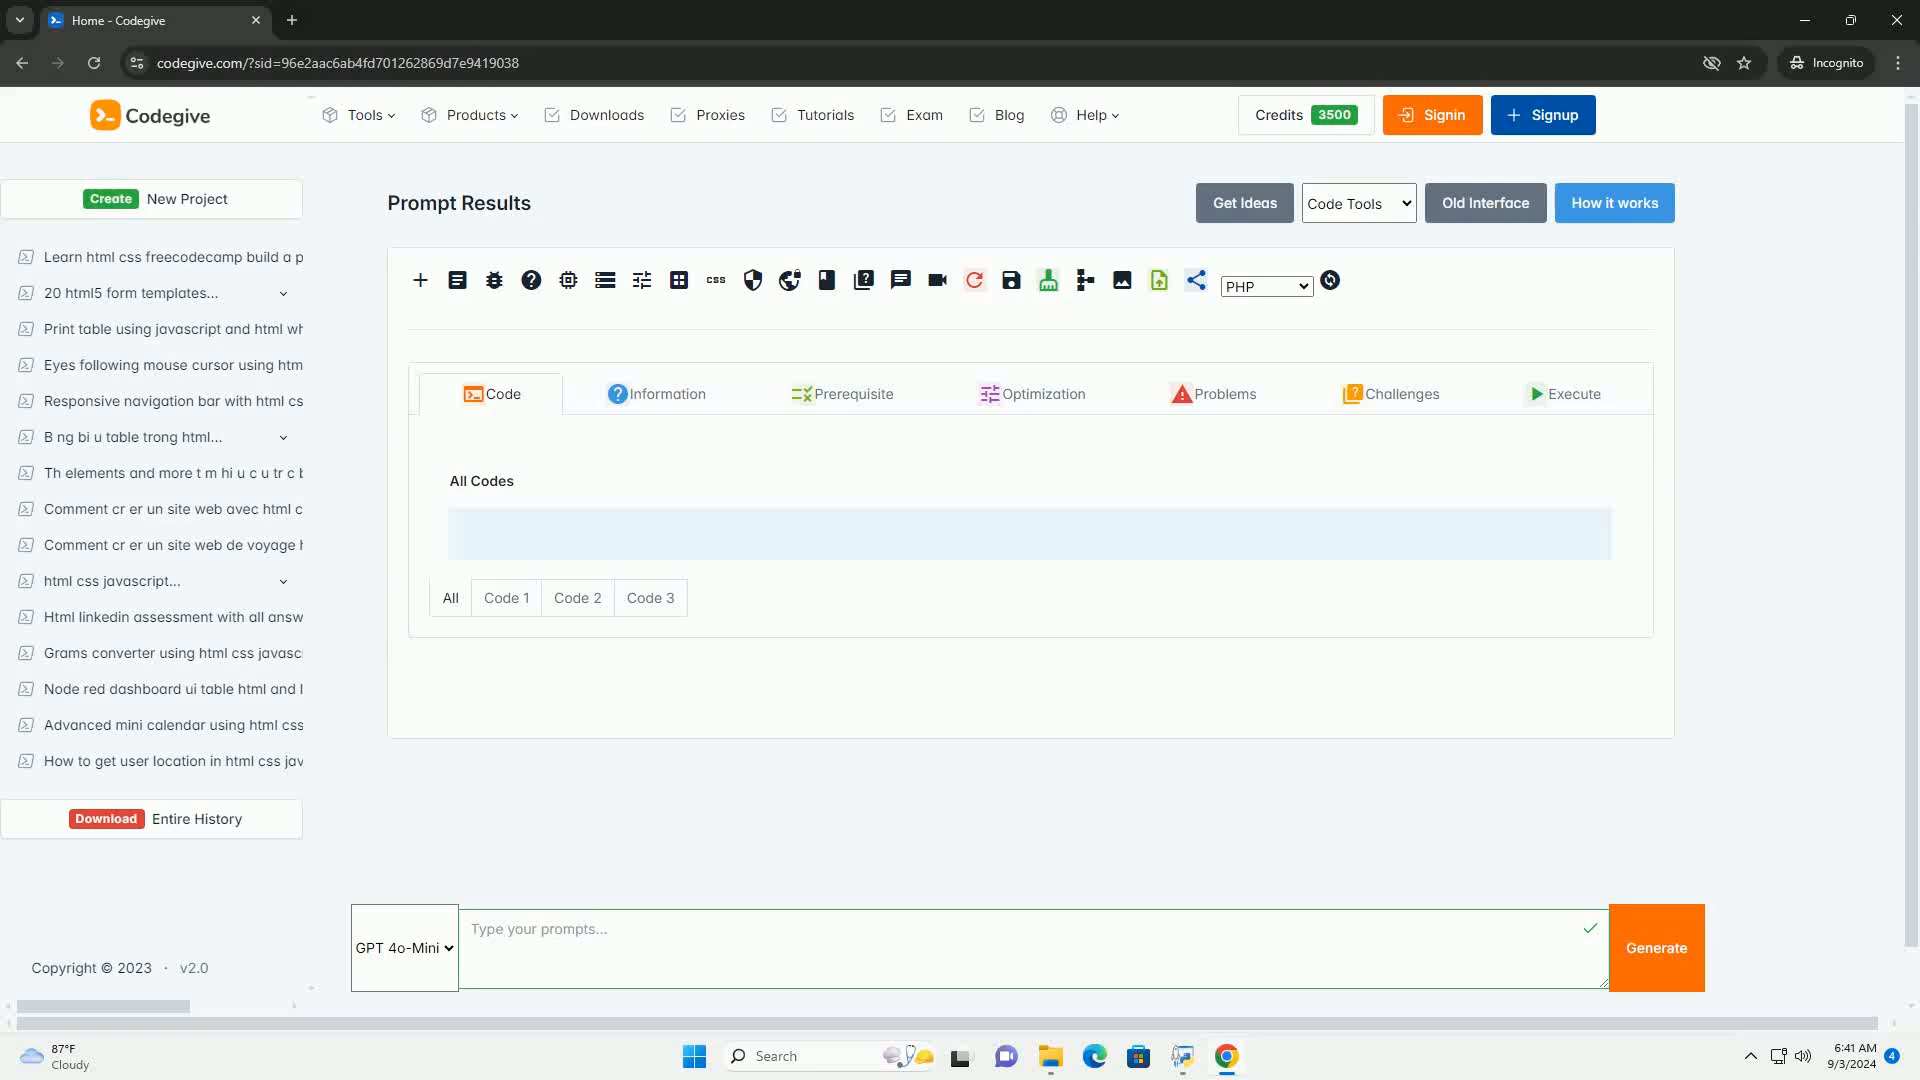 Home - Codegive
codegive.com/?sid=96e2aac6ab4fd701262869d7e9419038
Incognito
Codegive
Tools
Products
Downloads
Proxies
Tutorials
Exam
Blog
Help
Credits 3500
Signin
Signup
Create New Project
Prompt Results
Get Ideas
Code Tools
Old Interface
How it works
Learn html css freecodecamp build a p
20 html5 form templates...
Print table using javascript and html wh
Eyes following mouse cursor using htm
Responsive navigation bar with html cs
B ng bi u table trong html...
Th elements and more t m hi u c u tr c b
Comment cr er un site web avec html c
Comment cr er un site web de voyage h
html css javascript...
Html linkedin assessment with all answ
Grams converter using html css javasc
Node red dashboard ui table html and l
Advanced mini calendar using html css
How to get user location in html css jav
Download Entire History
css
PHP
Code
Information
Prerequisite
Optimization
Problems
Challenges
Execute
All Codes
All
Code 1
Code 2
Code 3
GPT 4o-Mini
Type your prompts...
Generate
Copyright © 2023 · v2.0
87°F
Cloudy
Search
6:41 AM
9/3/2024
4